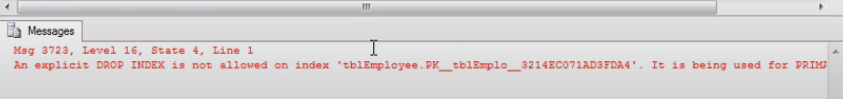 Messages
Msg 3723, Level 16, State 4, Line 1
An explicit DROP INDEX is not allowed on index 'tblEmployee.PK__tblEmplo__3214EC071AD3FDA4'. It is being used for